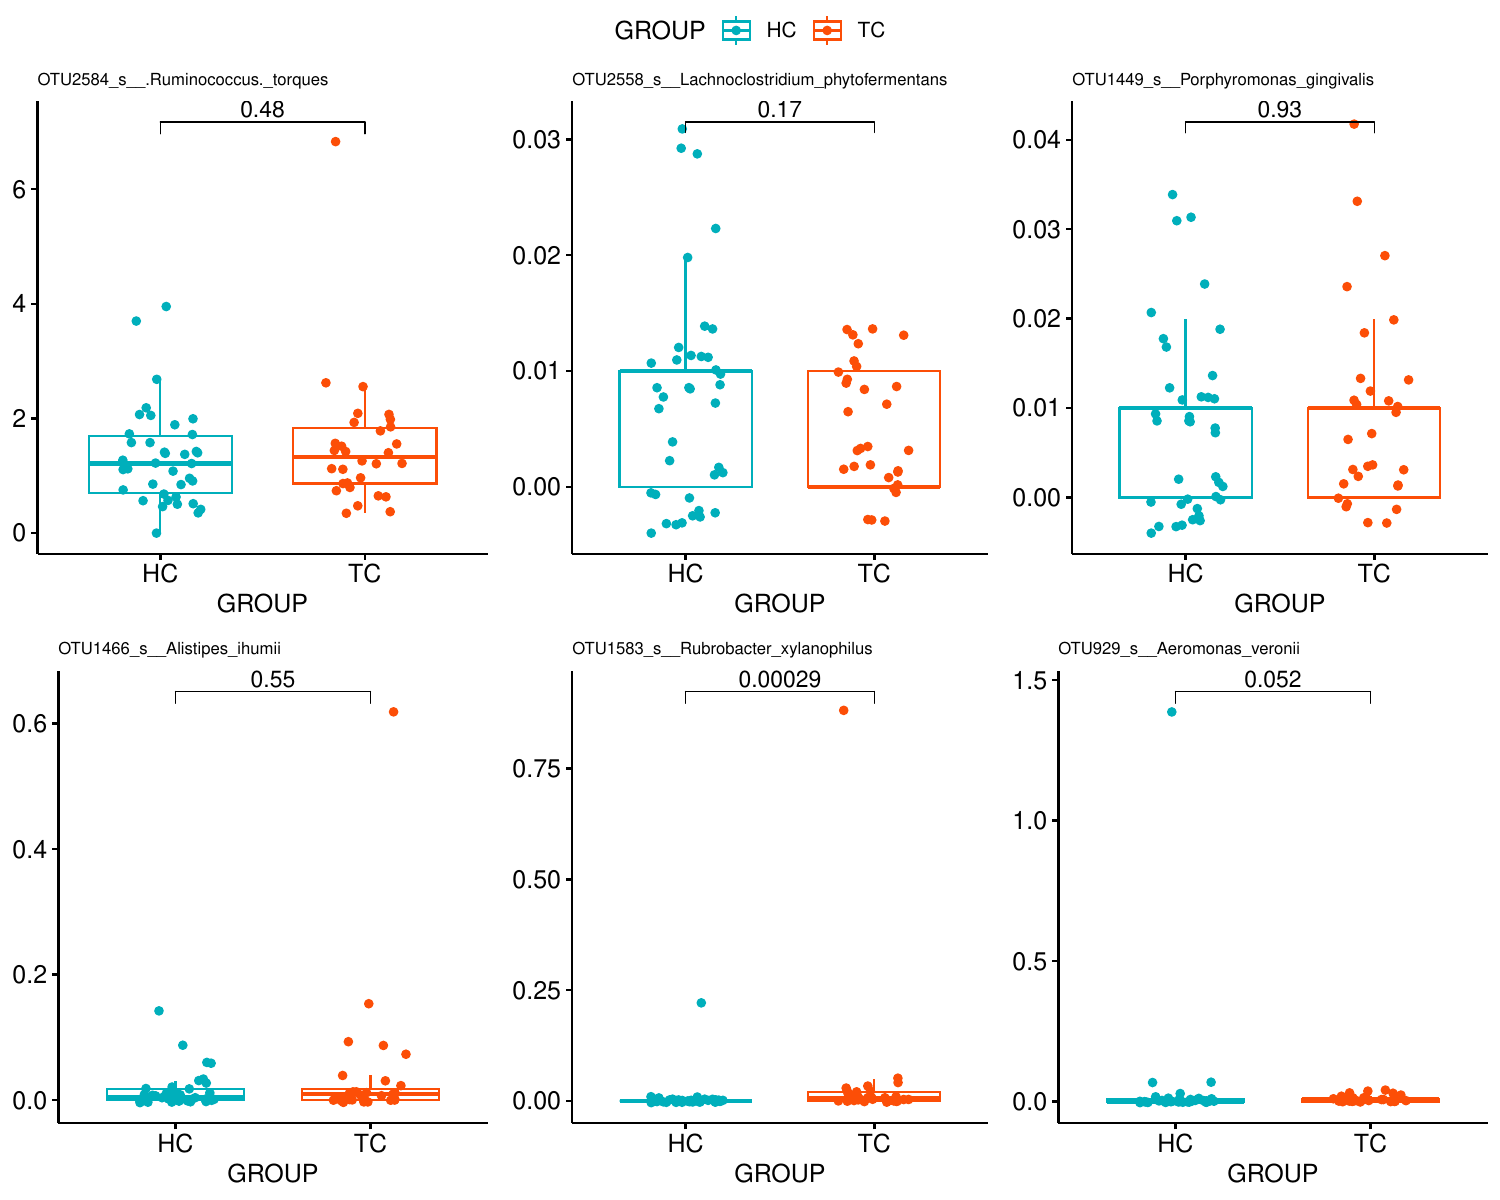 GROUP HC TC
OTU2584_s__.Ruminococcus._torques
0.48
6
4
2
0
HC TC
GROUP
OTU2558_s__Lachnoclostridium_phytofermentans
0.17
0.03
0.02
0.01
0.00
HC TC
GROUP
OTU1449_s__Porphyromonas_gingivalis
0.93
0.04
0.03
0.02
0.01
0.00
HC TC
GROUP
OTU1466_s__Alistipes_ihumii
0.55
0.6
0.4
0.2
0.0
HC TC
GROUP
OTU1583_s__Rubrobacter_xylanophilus
0.00029
0.75
0.50
0.25
0.00
HC TC
GROUP
OTU929_s__Aeromonas_veronii
0.052
1.5
1.0
0.5
0.0
HC TC
GROUP